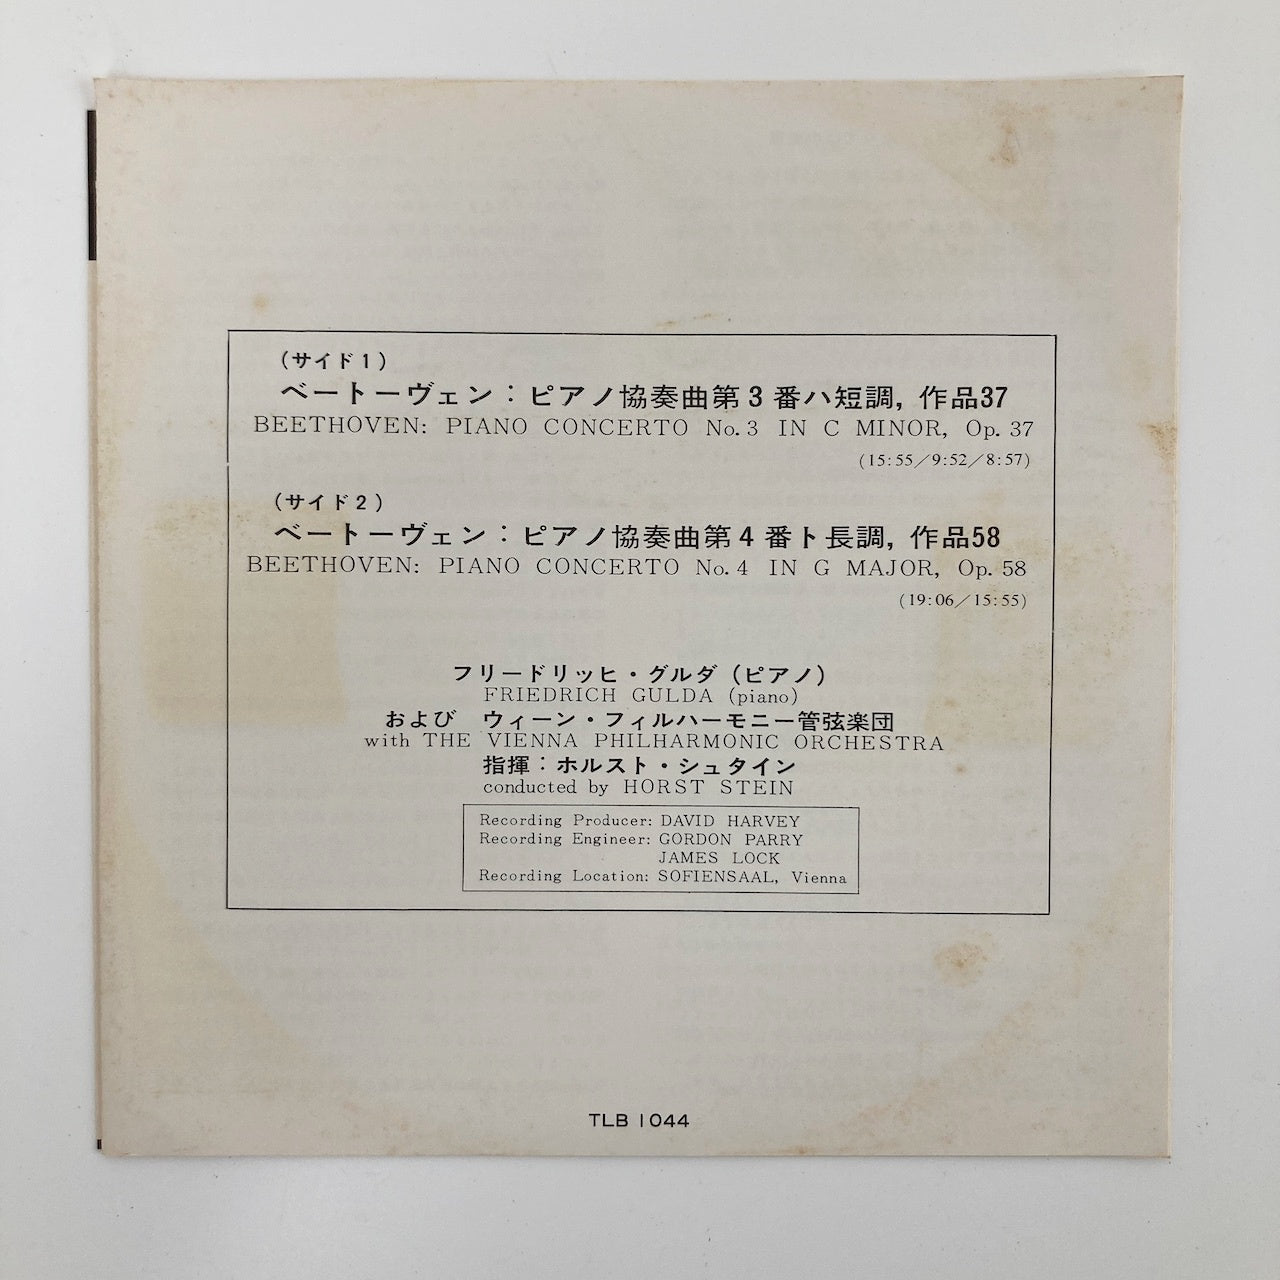 (サイド1)
ベートーヴェン：ピアノ協奏曲第3番ハ短調，作品37
BEETHOVEN: PIANO CONCERTO No.3 IN C MINOR, Op. 37
(15:55／9:52／8:57)
(サイド2)
ベートーヴェン：ピアノ協奏曲第4番ト長調，作品58
BEETHOVEN: PIANO CONCERTO No.4 IN G MAJOR, Op. 58
(19:06／15:55)
フリードリッヒ・グルダ（ピアノ）
FRIEDRICH GULDA (piano)
および　ウィーン・フィルハーモニー管弦楽団
with THE VIENNA PHILHARMONIC ORCHESTRA
指揮：ホルスト・シュタイン
conducted by HORST STEIN
Recording Producer: DAVID HARVEY
Recording Engineer: GORDON PARRY
JAMES LOCK
Recording Location: SOFIENSAAL, Vienna
TLB 1044